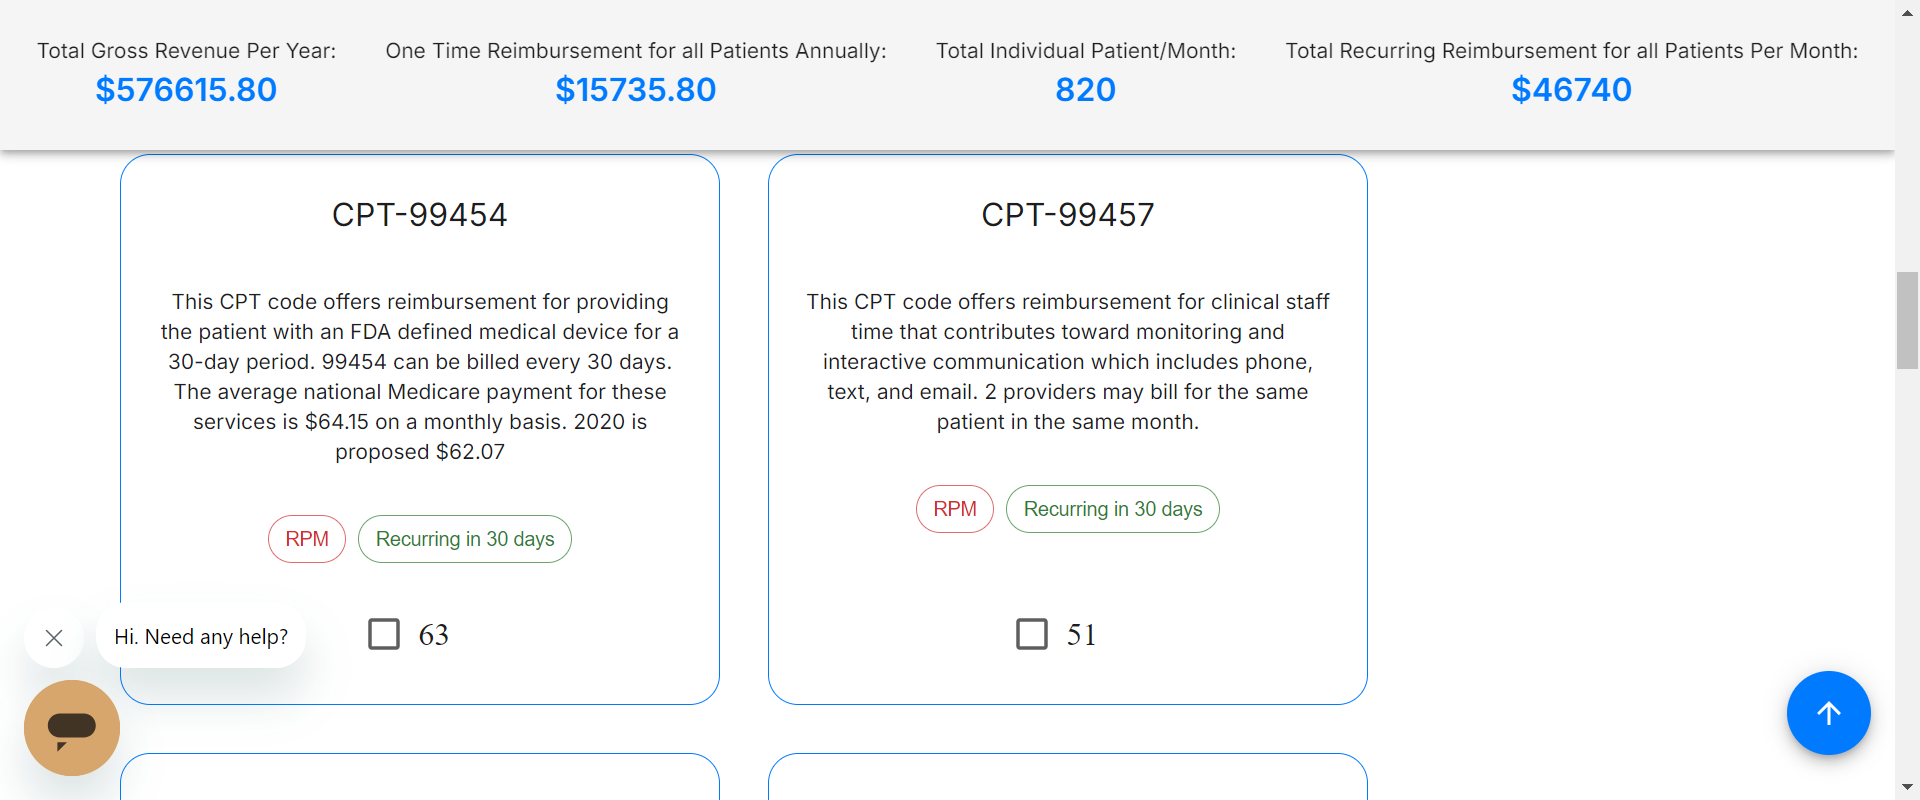 Total Gross Revenue Per Year:
$576615.80
One Time Reimbursement for all Patients Annually:
$15735.80
Total Individual Patient/Month:
820
Total Recurring Reimbursement for all Patients Per Month:
$46740
CPT-99454
This CPT code offers reimbursement for providing
the patient with an FDA defined medical device for a
30-day period. 99454 can be billed every 30 days.
The average national Medicare payment for these
services is $64.15 on a monthly basis. 2020 is
proposed $62.07
RPM
Recurring in 30 days
63
CPT-99457
This CPT code offers reimbursement for clinical staff
time that contributes toward monitoring and
interactive communication which includes phone,
text, and email. 2 providers may bill for the same
patient in the same month.
RPM
Recurring in 30 days
51
Hi. Need any help?